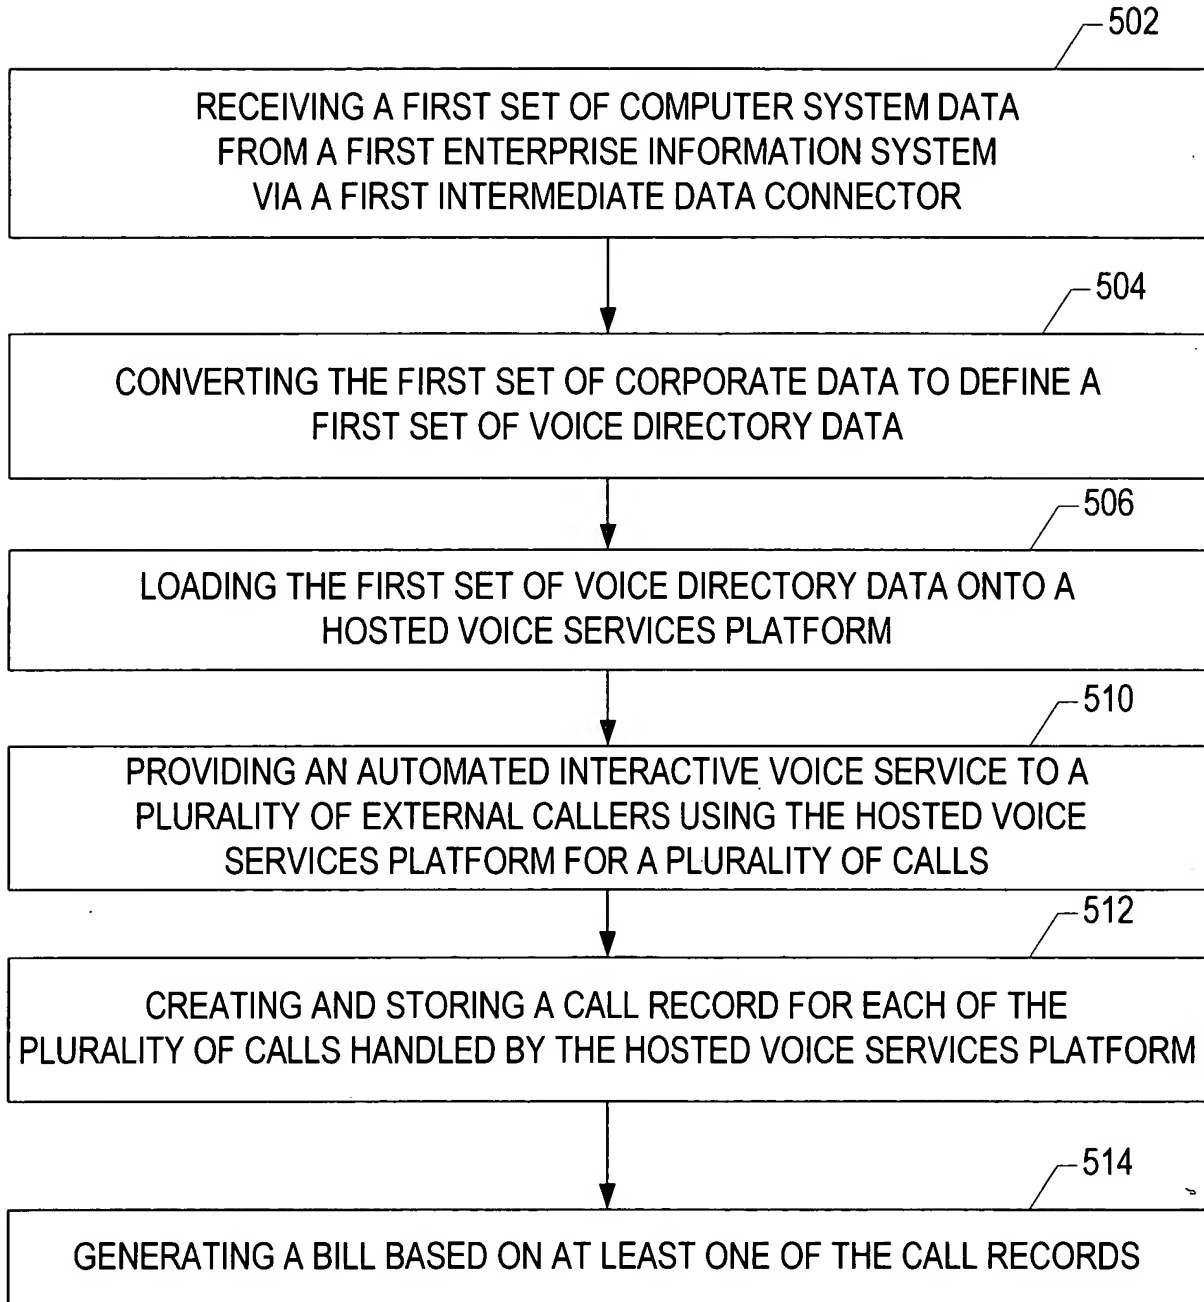 502
RECEIVING A FIRST SET OF COMPUTER SYSTEM DATA
FROM A FIRST ENTERPRISE INFORMATION SYSTEM
VIA A FIRST INTERMEDIATE DATA CONNECTOR
504
CONVERTING THE FIRST SET OF CORPORATE DATA TO DEFINE A
FIRST SET OF VOICE DIRECTORY DATA
506
LOADING THE FIRST SET OF VOICE DIRECTORY DATA ONTO A
HOSTED VOICE SERVICES PLATFORM
510
PROVIDING AN AUTOMATED INTERACTIVE VOICE SERVICE TO A
PLURALITY OF EXTERNAL CALLERS USING THE HOSTED VOICE
SERVICES PLATFORM FOR A PLURALITY OF CALLS
512
CREATING AND STORING A CALL RECORD FOR EACH OF THE
PLURALITY OF CALLS HANDLED BY THE HOSTED VOICE SERVICES PLATFORM
514
GENERATING A BILL BASED ON AT LEAST ONE OF THE CALL RECORDS